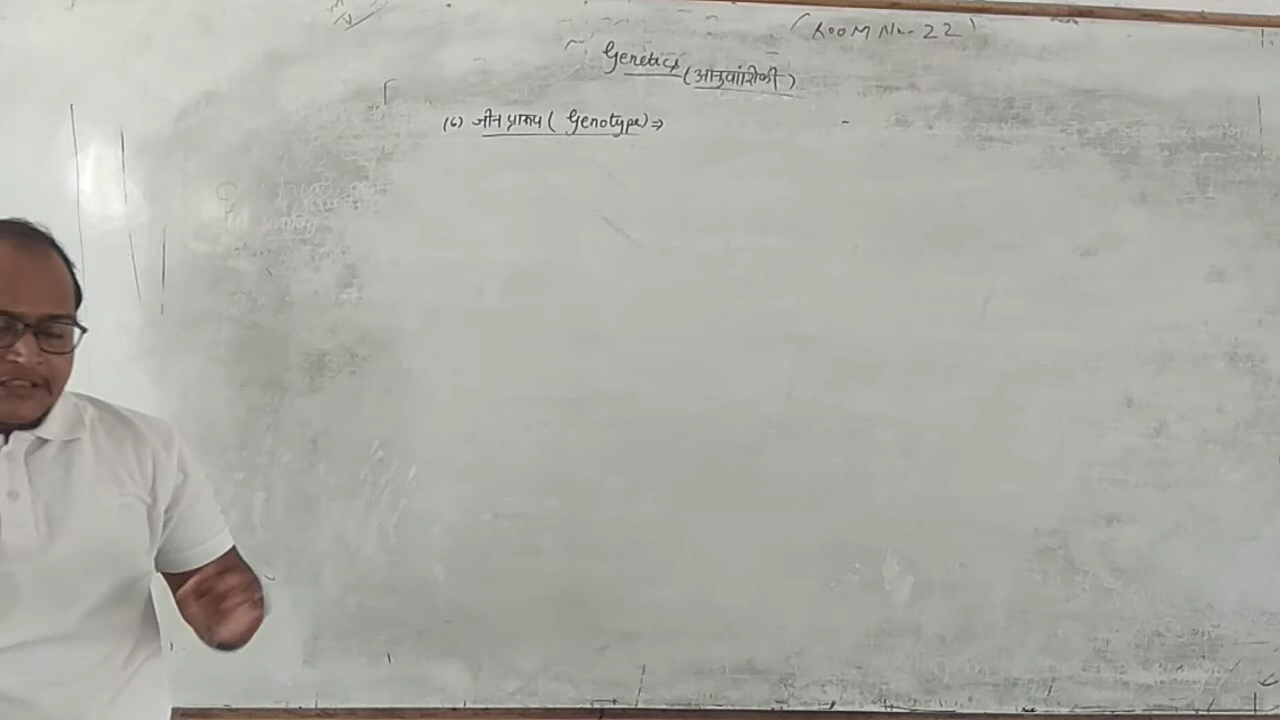 (ROOM No- 22)
Genetics (आनुवांशिकी)
(6) जीन प्रारूप ( Genotype) ⇒